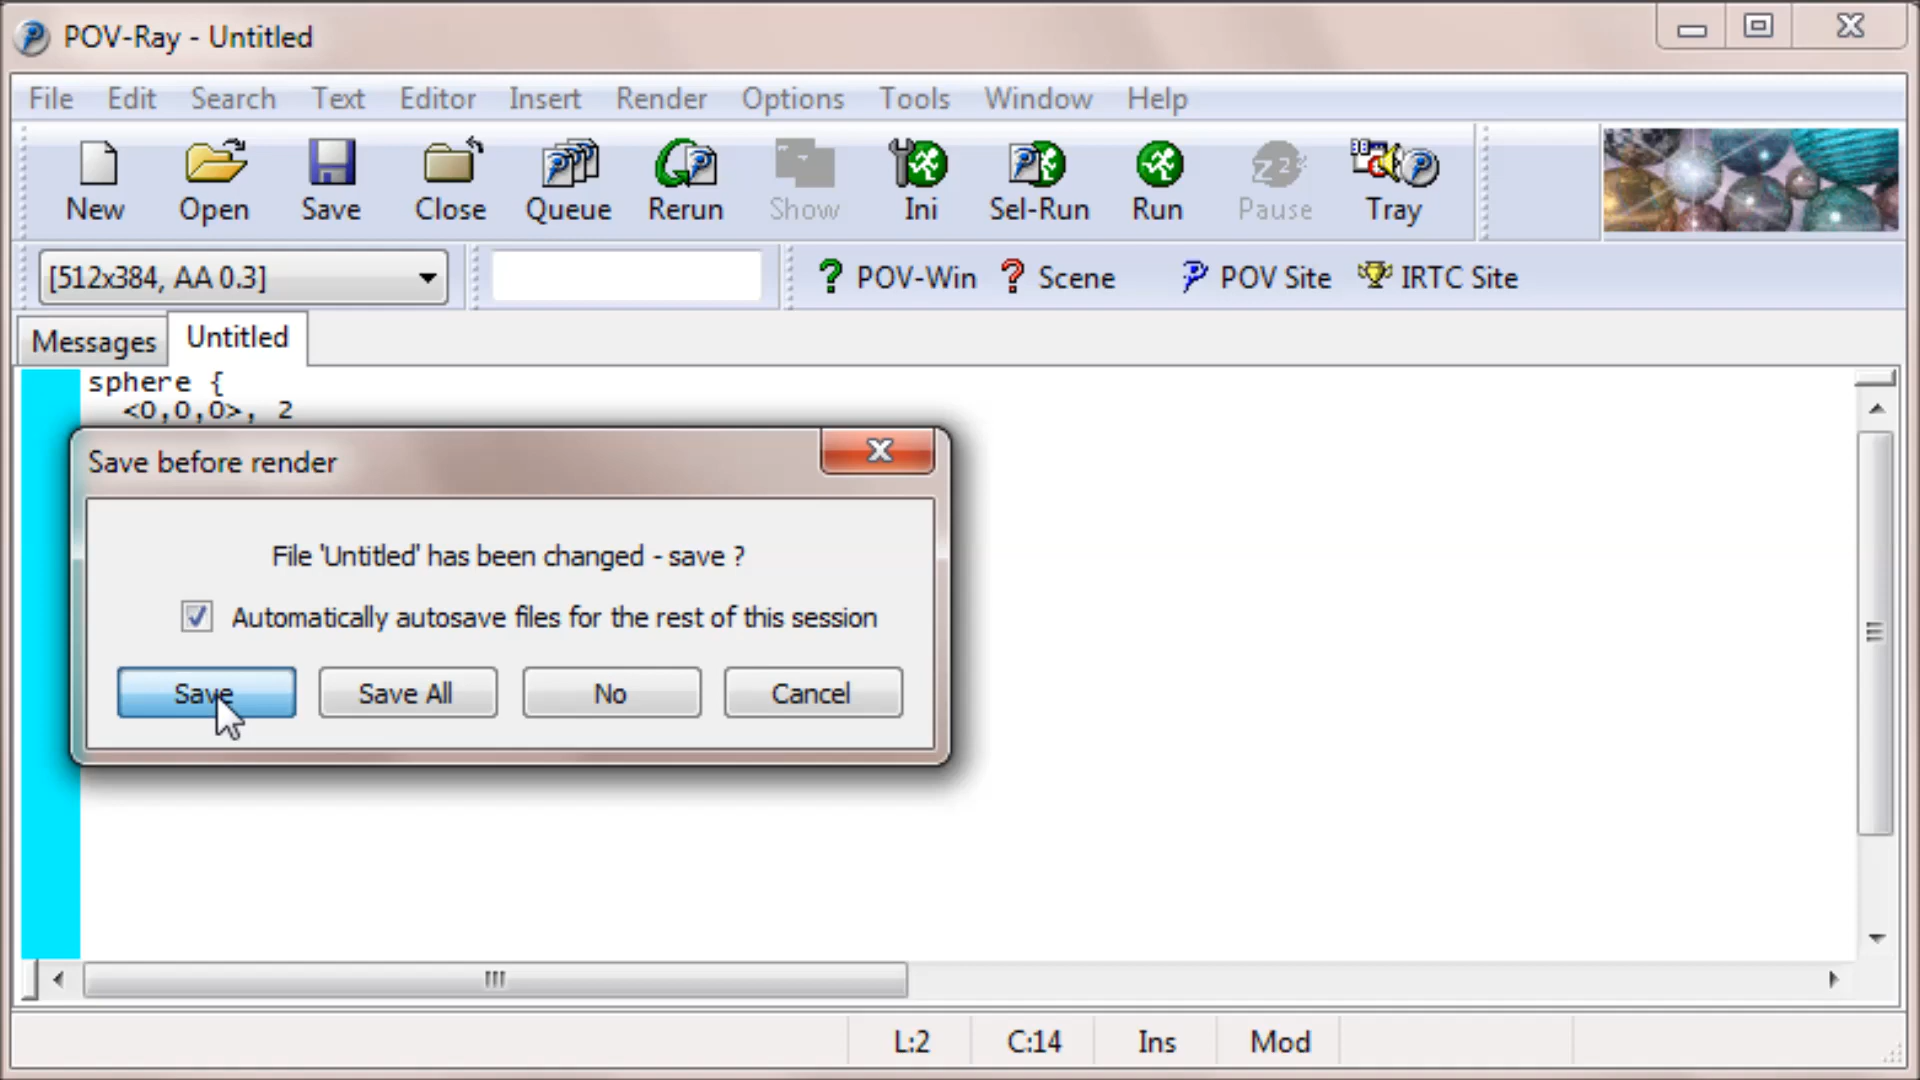 POV-Ray - Untitled
File Edit Search Text Editor Insert Render Options Tools Window Help
New Open Save Close Queue Rerun Show Ini Sel-Run Run Pause Tray
[512x384, AA 0.3] POV-Win Scene POV Site IRTC Site
Messages Untitled
sphere {
<0,0,0>, 2
Save before render
File 'Untitled' has been changed - save ?
Automatically autosave files for the rest of this session
Save Save All No Cancel
L:2 C:14 Ins Mod